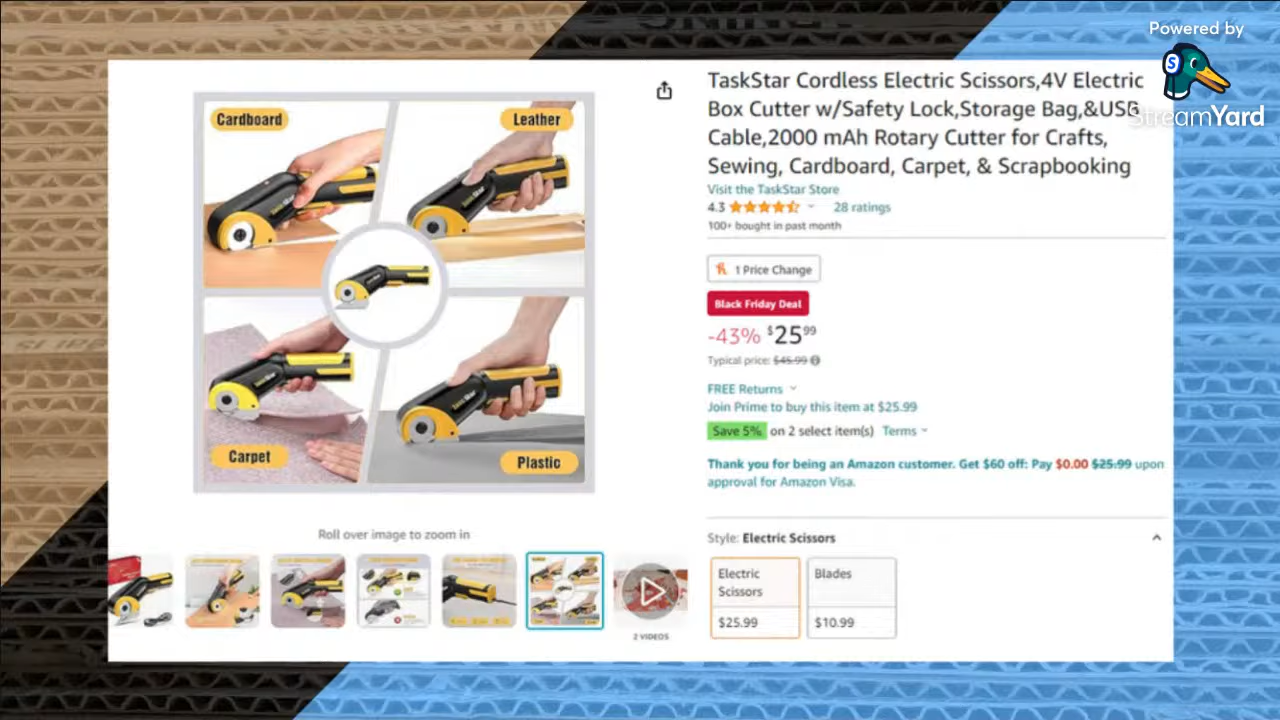 Powered by
StreamYard
Cardboard
Leather
Carpet
Plastic
Roll over image to zoom in
2 VIDEOS
TaskStar Cordless Electric Scissors,4V Electric
Box Cutter w/Safety Lock,Storage Bag,&USB
Cable,2000 mAh Rotary Cutter for Crafts,
Sewing, Cardboard, Carpet, & Scrapbooking
Visit the TaskStar Store
4.3 28 ratings
100+ bought in past month
1 Price Change
Black Friday Deal
-43% $25 99
Typical price: $45.99
FREE Returns
Join Prime to buy this item at $25.99
Save 5% on 2 select item(s) Terms
Thank you for being an Amazon customer. Get $60 off: Pay $0.00 $25.99 upon
approval for Amazon Visa.
Style: Electric Scissors
Electric
Scissors
$25.99
Blades
$10.99